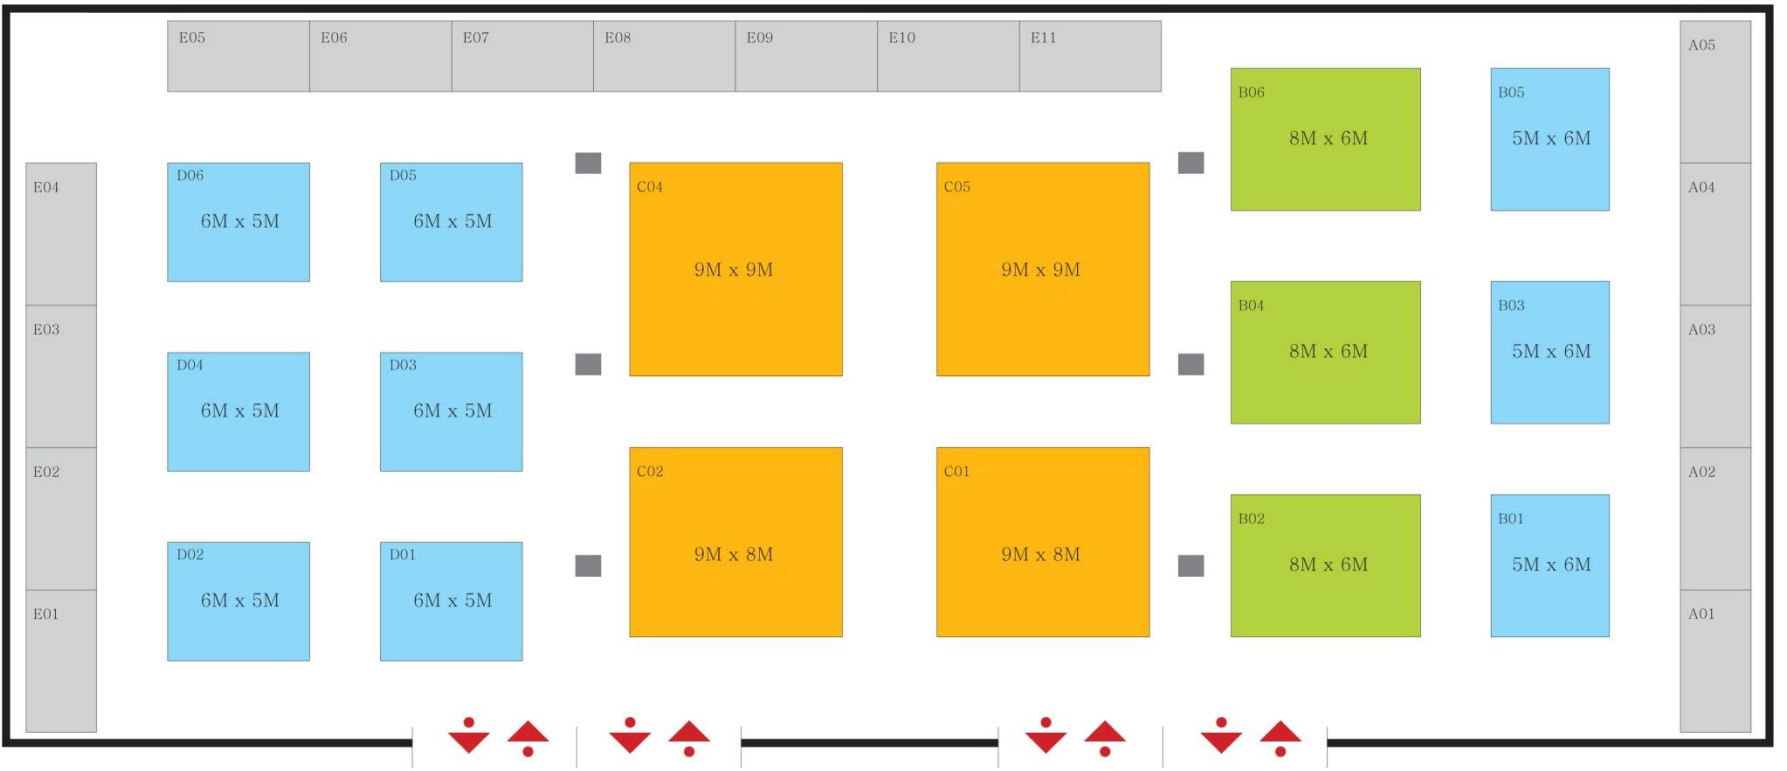 E05 E06 E07 E08 E09 E10 E11
A05
B06
8M x 6M
B05
5M x 6M
E04
D06
6M x 5M
D05
6M x 5M
C04
9M x 9M
C05
9M x 9M
A04
E03
D04
6M x 5M
D03
6M x 5M
B04
8M x 6M
B03
5M x 6M
A03
E02
C02
9M x 8M
C01
9M x 8M
A02
D02
6M x 5M
D01
6M x 5M
B02
8M x 6M
B01
5M x 6M
E01
A01